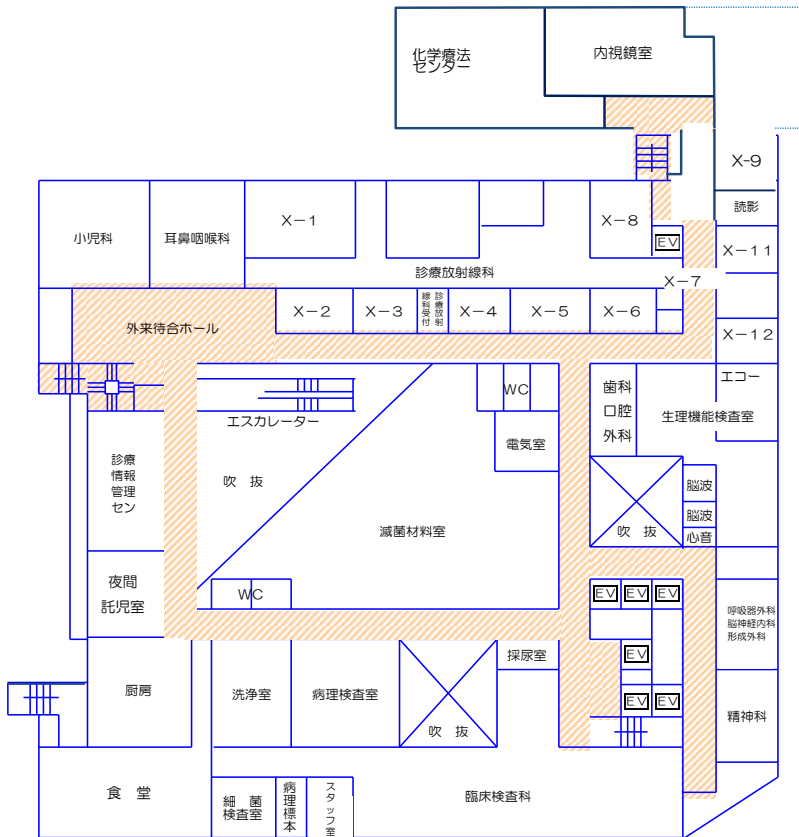 化学療法
センター
内視鏡室
X-9
読影
小児科
耳鼻咽喉科
X－1
X－8
EV
X－11
診療放射線科
X－7
外来待合ホール
X－2
X－3
診療放射
線科受付
X－4
X－5
X－6
X－12
エコー
WC
歯科
口腔
外科
生理機能検査室
エスカレーター
電気室
診療
情報
管理
セン
吹　抜
滅菌材料室
脳波
脳波
心音
吹　抜
夜間
託児室
WC
EV
EV
EV
呼吸器外科
脳神経内科
形成外科
採尿室
EV
厨房
洗浄室
病理検査室
吹　抜
EV
EV
精神科
食　堂
細　菌
検査室
病理標本
スタッフ室
臨床検査科